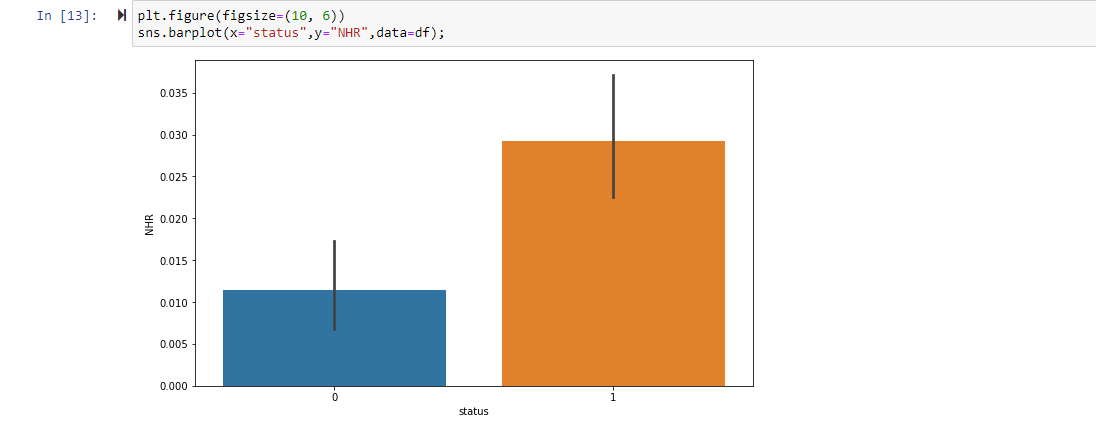 In [13]: plt.figure(figsize=(10, 6))
sns.barplot(x="status",y="NHR",data=df);
0.035
0.030
0.025
0.020
0.015
0.010
0.005
0.000
NHR
0 1
status